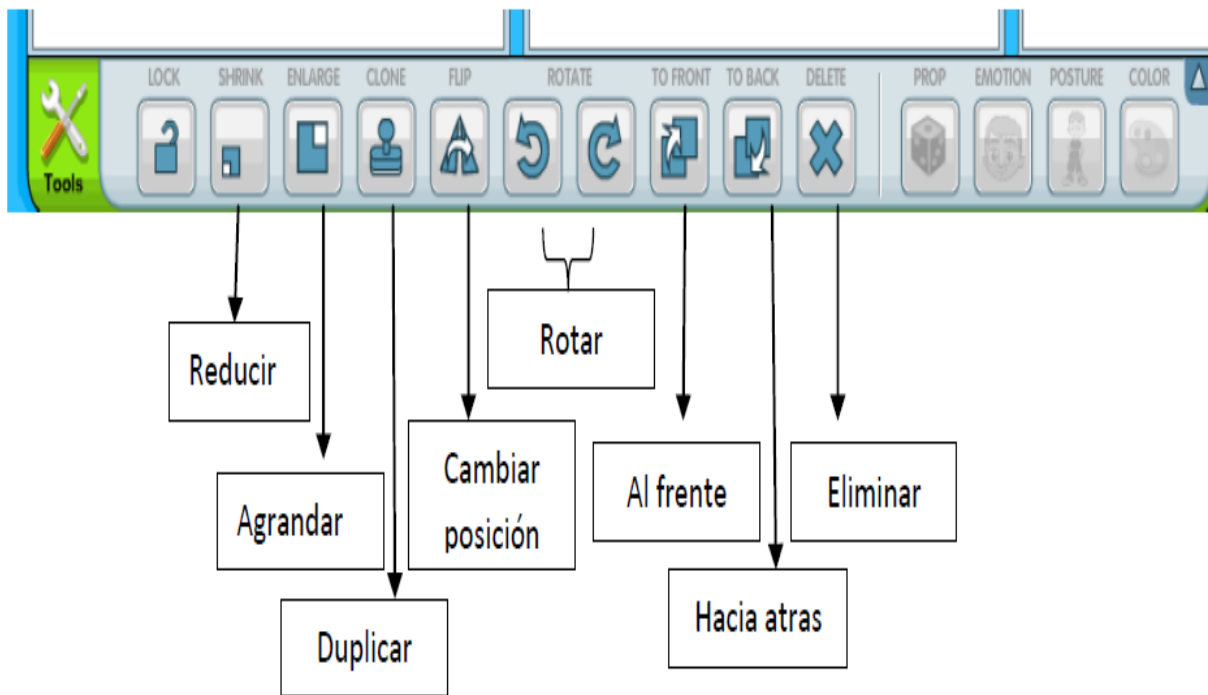 LOCK SHRINK ENLARGE CLONE FLIP ROTATE TO FRONT TO BACK DELETE PROP EMOTION POSTURE COLOR
Tools
Reducir
Agrandar
Duplicar
Cambiar
posición
Rotar
Al frente
Hacia atras
Eliminar